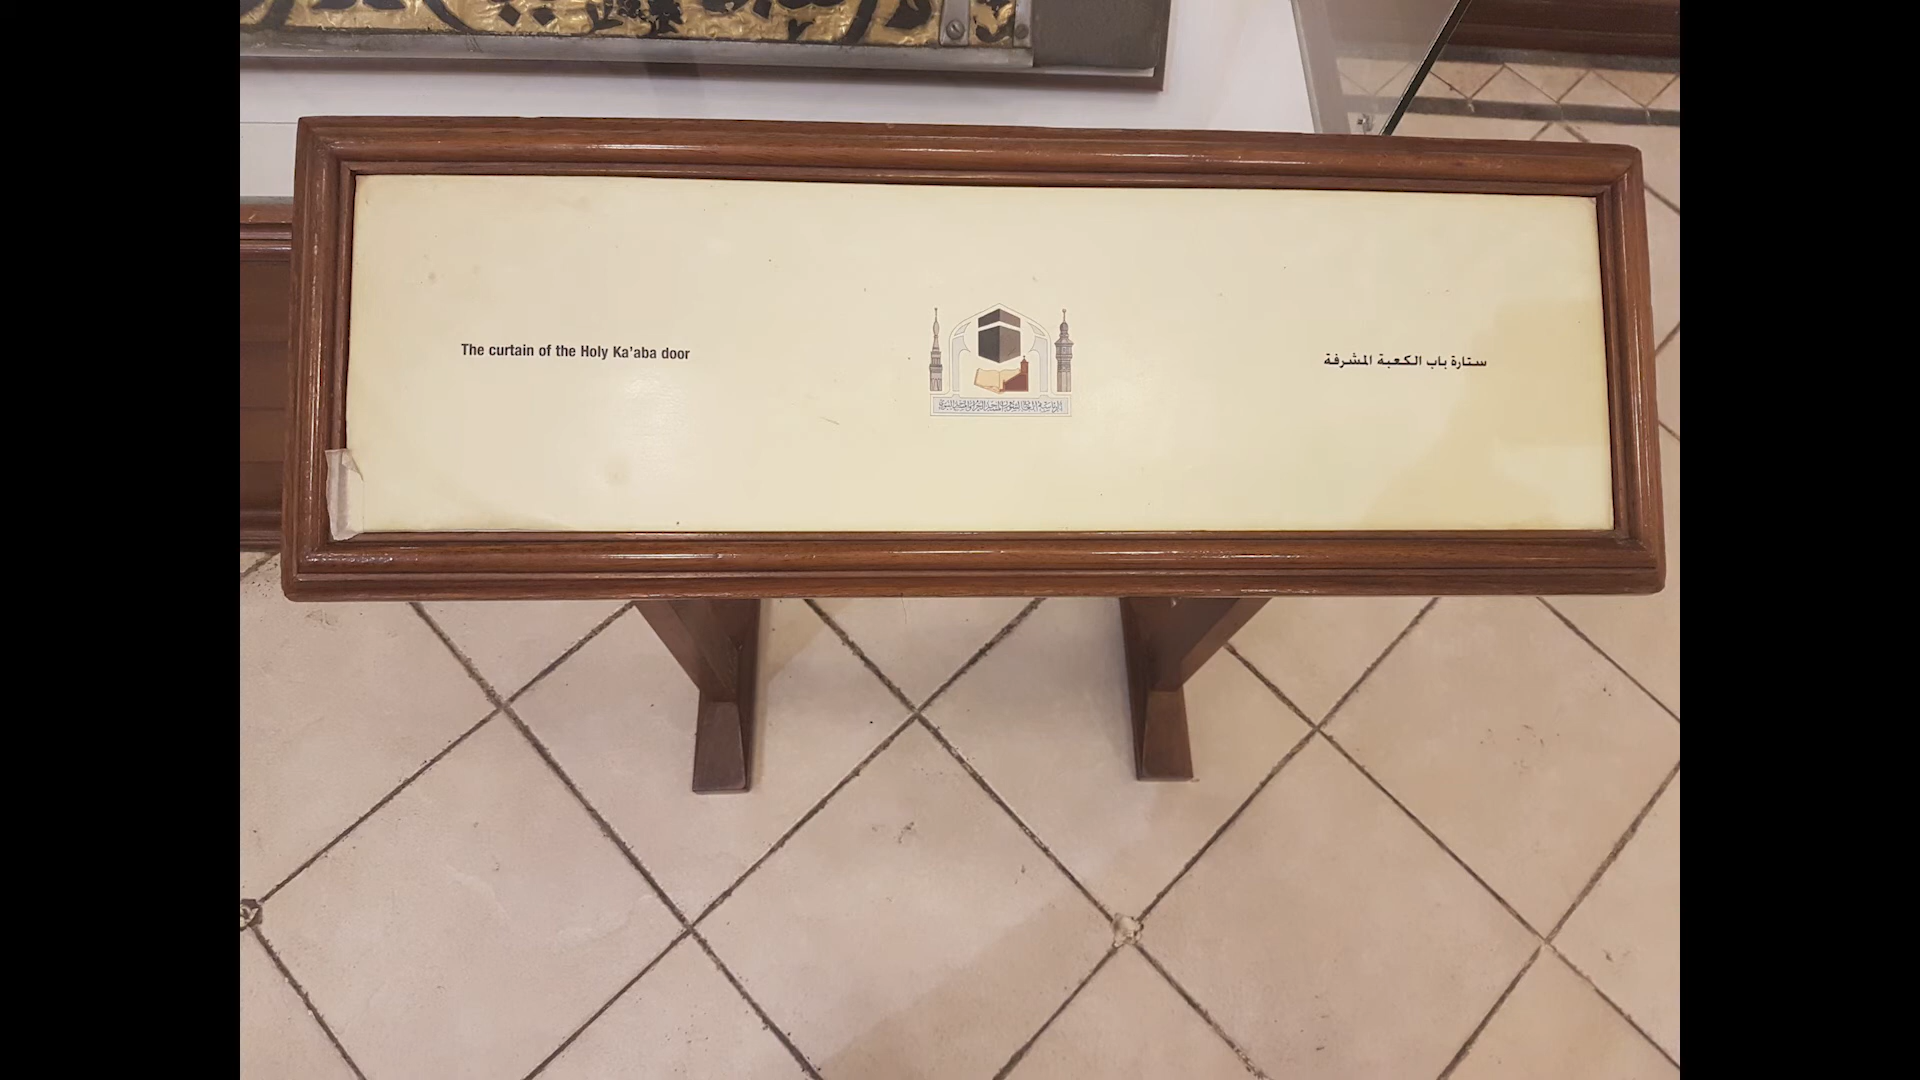 The curtain of the Holy Ka'aba door
ستارة باب الكعبة المشرفة